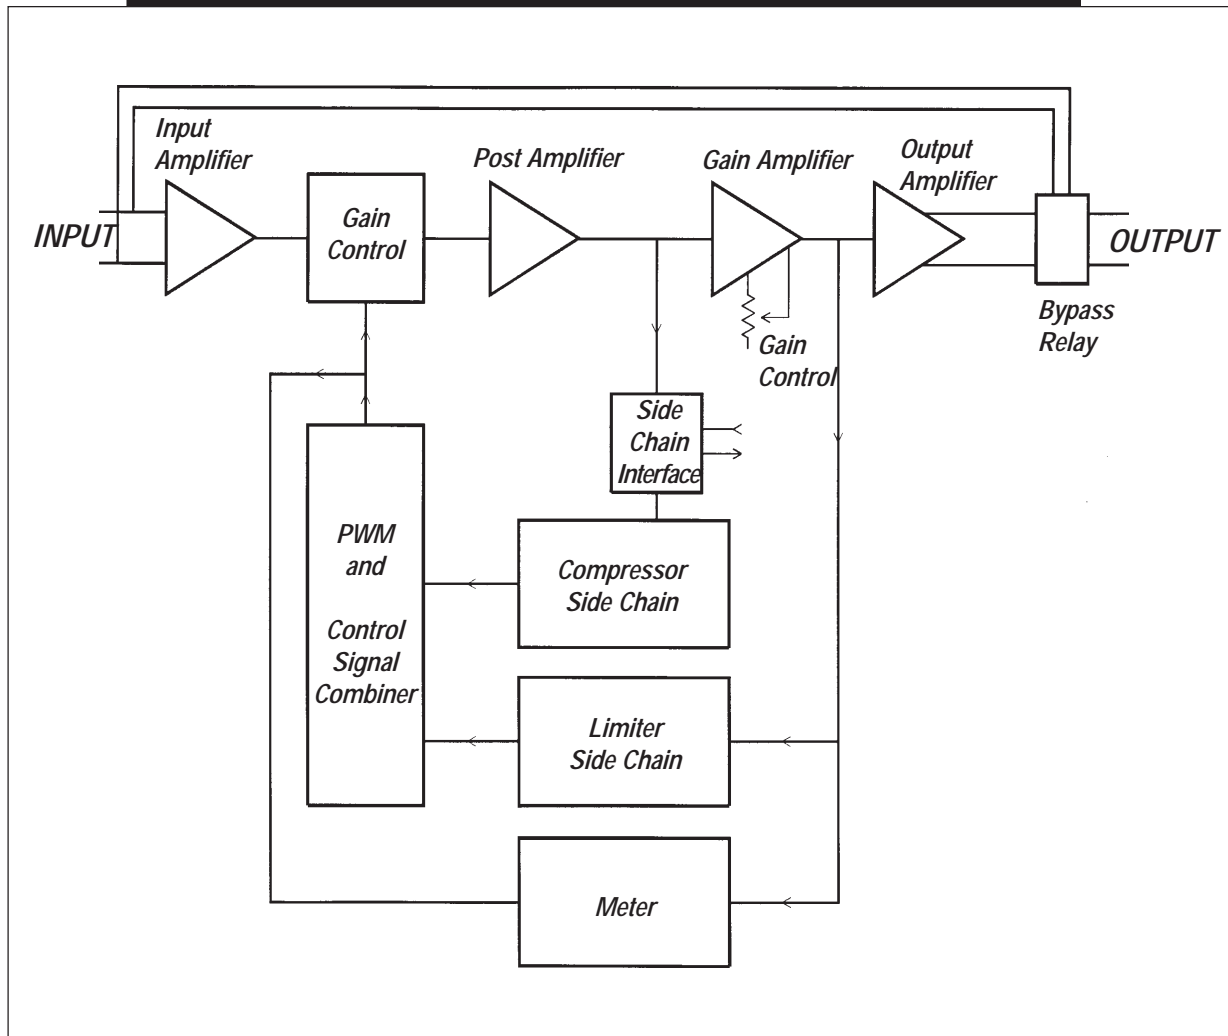 Input
Amplifier
Post Amplifier
Gain Amplifier
Output
Amplifier
INPUT
Gain
Control
OUTPUT
Bypass
Relay
Gain
Control
Side
Chain
Interface
PWM
and
Control
Signal
Combiner
Compressor
Side Chain
Limiter
Side Chain
Meter